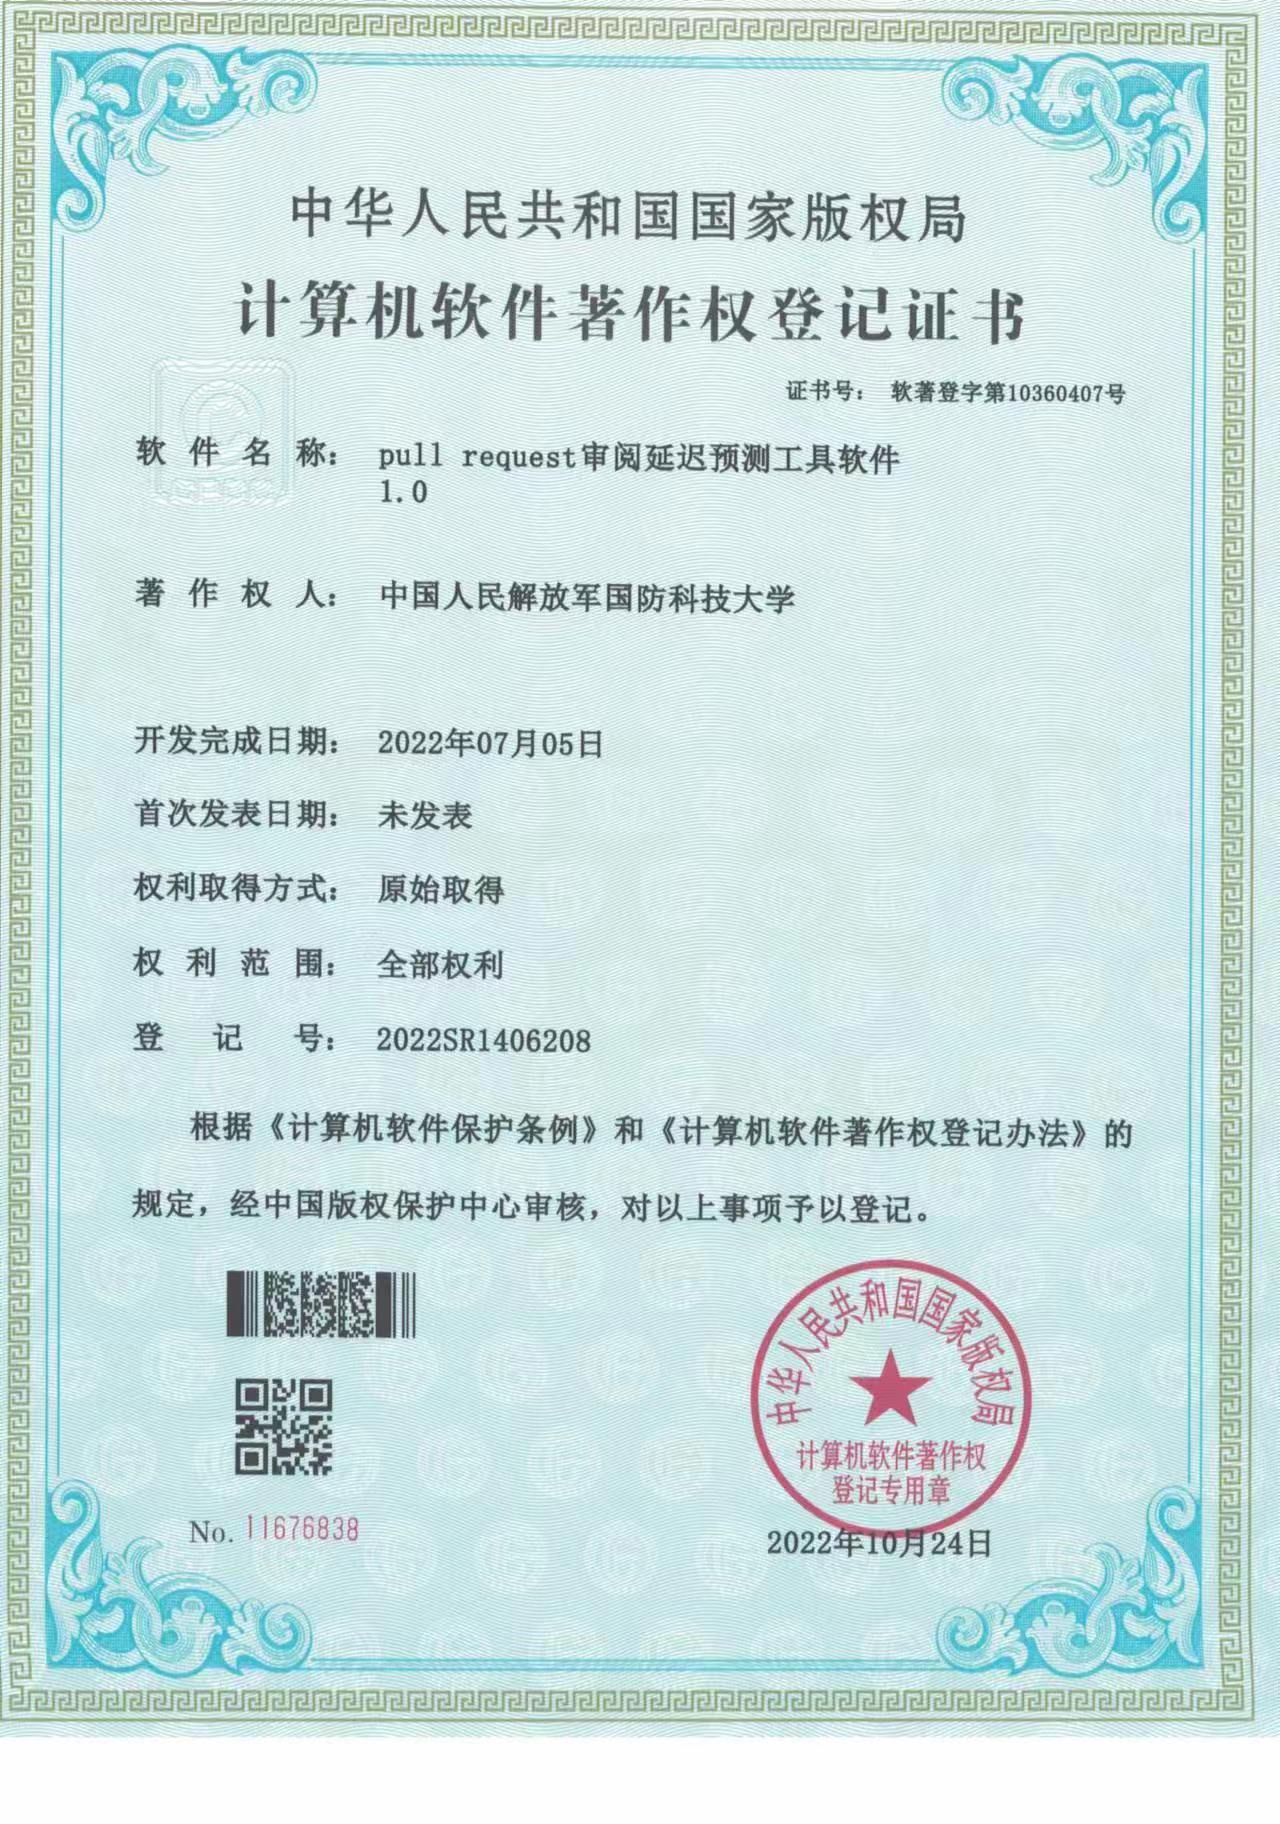 中华人民共和国国家版权局
计算机软件著作权登记证书
证书号： 软著登字第10360407号
软件名称： pull request审阅延迟预测工具软件
1.0
著作权人： 中国人民解放军国防科技大学
开发完成日期： 2022年07月05日
首次发表日期： 未发表
权利取得方式： 原始取得
权利范围： 全部权利
登记号： 2022SR1406208
根据《计算机软件保护条例》和《计算机软件著作权登记办法》的
规定，经中国版权保护中心审核，对以上事项予以登记。
中华人民共和国国家版权局
计算机软件著作权
登记专用章
No. 11676838
2022年10月24日